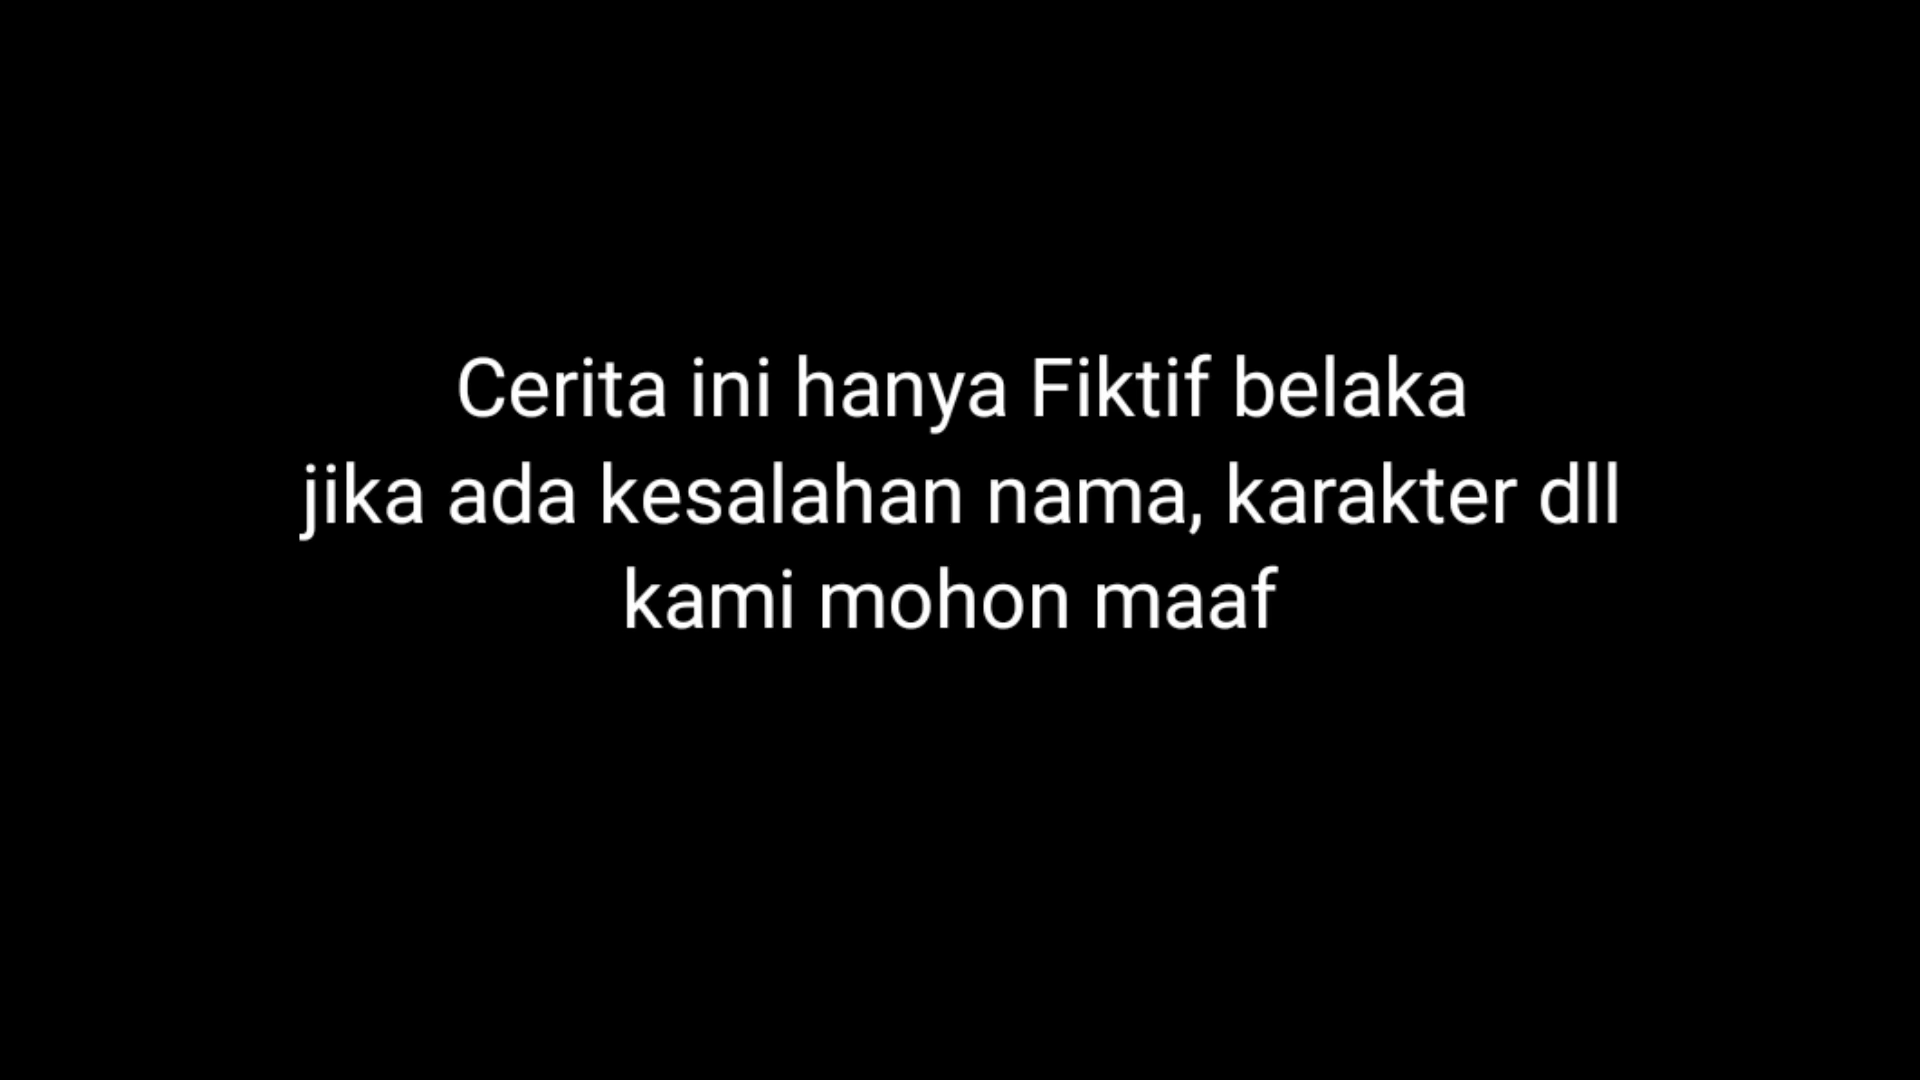 Cerita ini hanya Fiktif belaka
jika ada kesalahan nama, karakter dll
kami mohon maaf